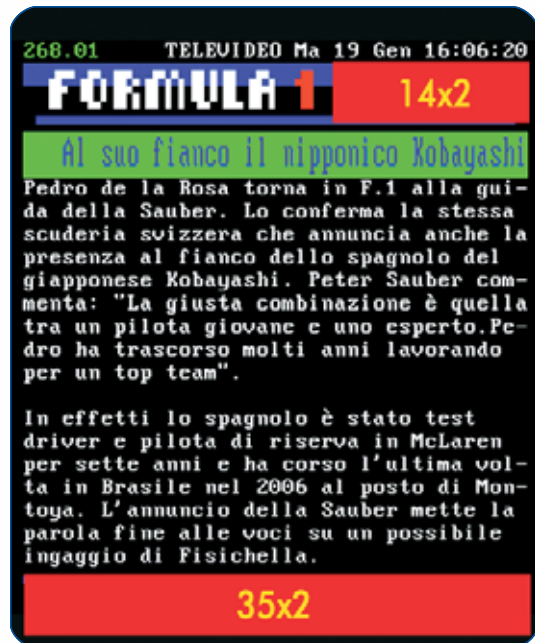 268.01 TELEVIDEO Ma 19 Gen 16:06:20
FORMULA 1
14x2
Al suo fianco il nipponico Kobayashi
Pedro de la Rosa torna in F.1 alla gui-
da della Sauber. Lo conferma la stessa
scuderia svizzera che annuncia anche la
presenza al fianco dello spagnolo del
giapponese Kobayashi. Peter Sauber com-
menta: "La giusta combinazione è quella
tra un pilota giovane e uno esperto.Pe-
dro ha trascorso molti anni lavorando
per un top team".
In effetti lo spagnolo è stato test
driver e pilota di riserva in McLaren
per sette anni e ha corso l'ultima vol-
ta in Brasile nel 2006 al posto di Mon-
toya. L'annuncio della Sauber mette la
parola fine alle voci su un possibile
ingaggio di Fisichella.
35x2